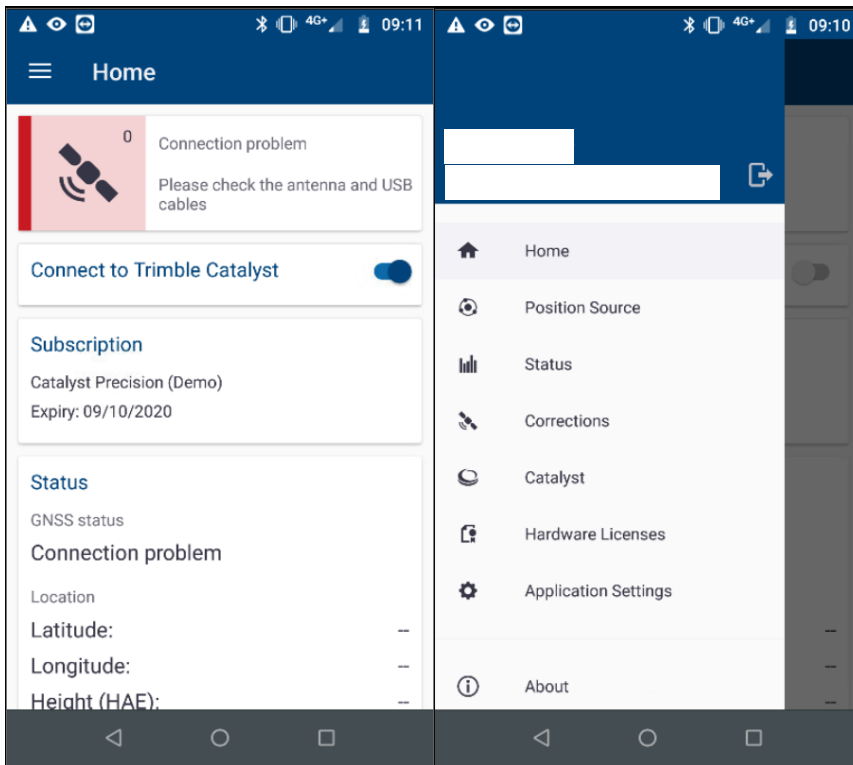 4G+ 09:11
Home
0
Connection problem
Please check the antenna and USB
cables
Connect to Trimble Catalyst
Subscription
Catalyst Precision (Demo)
Expiry: 09/10/2020
Status
GNSS status
Connection problem
Location
Latitude: --
Longitude: --
Height (HAE): --
4G+ 09:10
Home
Position Source
Status
Corrections
Catalyst
Hardware Licenses
Application Settings
About
--
--
--